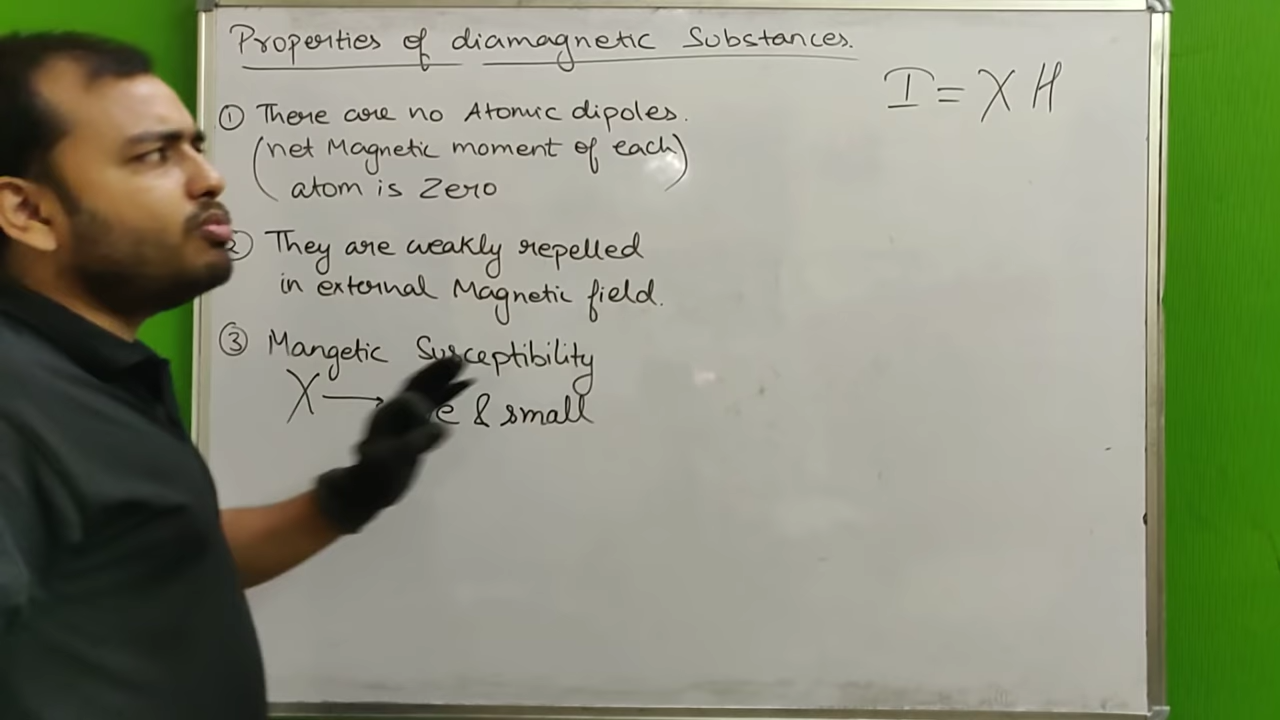 Properties of diamagnetic Substances.
I = χ H
① There are no Atomic dipoles.
(net Magnetic moment of each
atom is Zero)
② They are weakly repelled
in external Magnetic field.
③ Mangetic Susceptibility
χ → & small